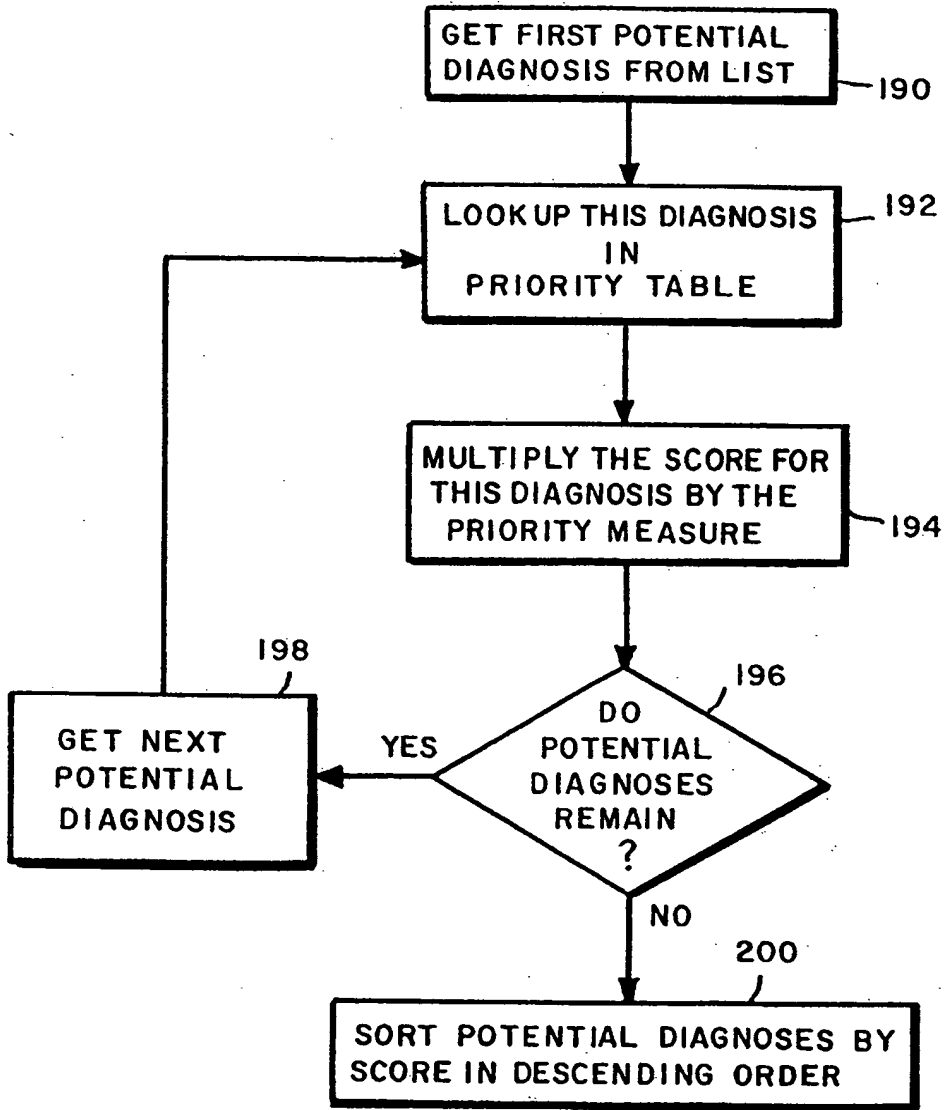 GET FIRST POTENTIAL
DIAGNOSIS FROM LIST
190
LOOK UP THIS DIAGNOSIS
IN
PRIORITY TABLE
192
MULTIPLY THE SCORE FOR
THIS DIAGNOSIS BY THE
PRIORITY MEASURE
194
196
DO
POTENTIAL
DIAGNOSES
REMAIN
?
YES
198
GET NEXT
POTENTIAL
DIAGNOSIS
NO
200
SORT POTENTIAL DIAGNOSES BY
SCORE IN DESCENDING ORDER